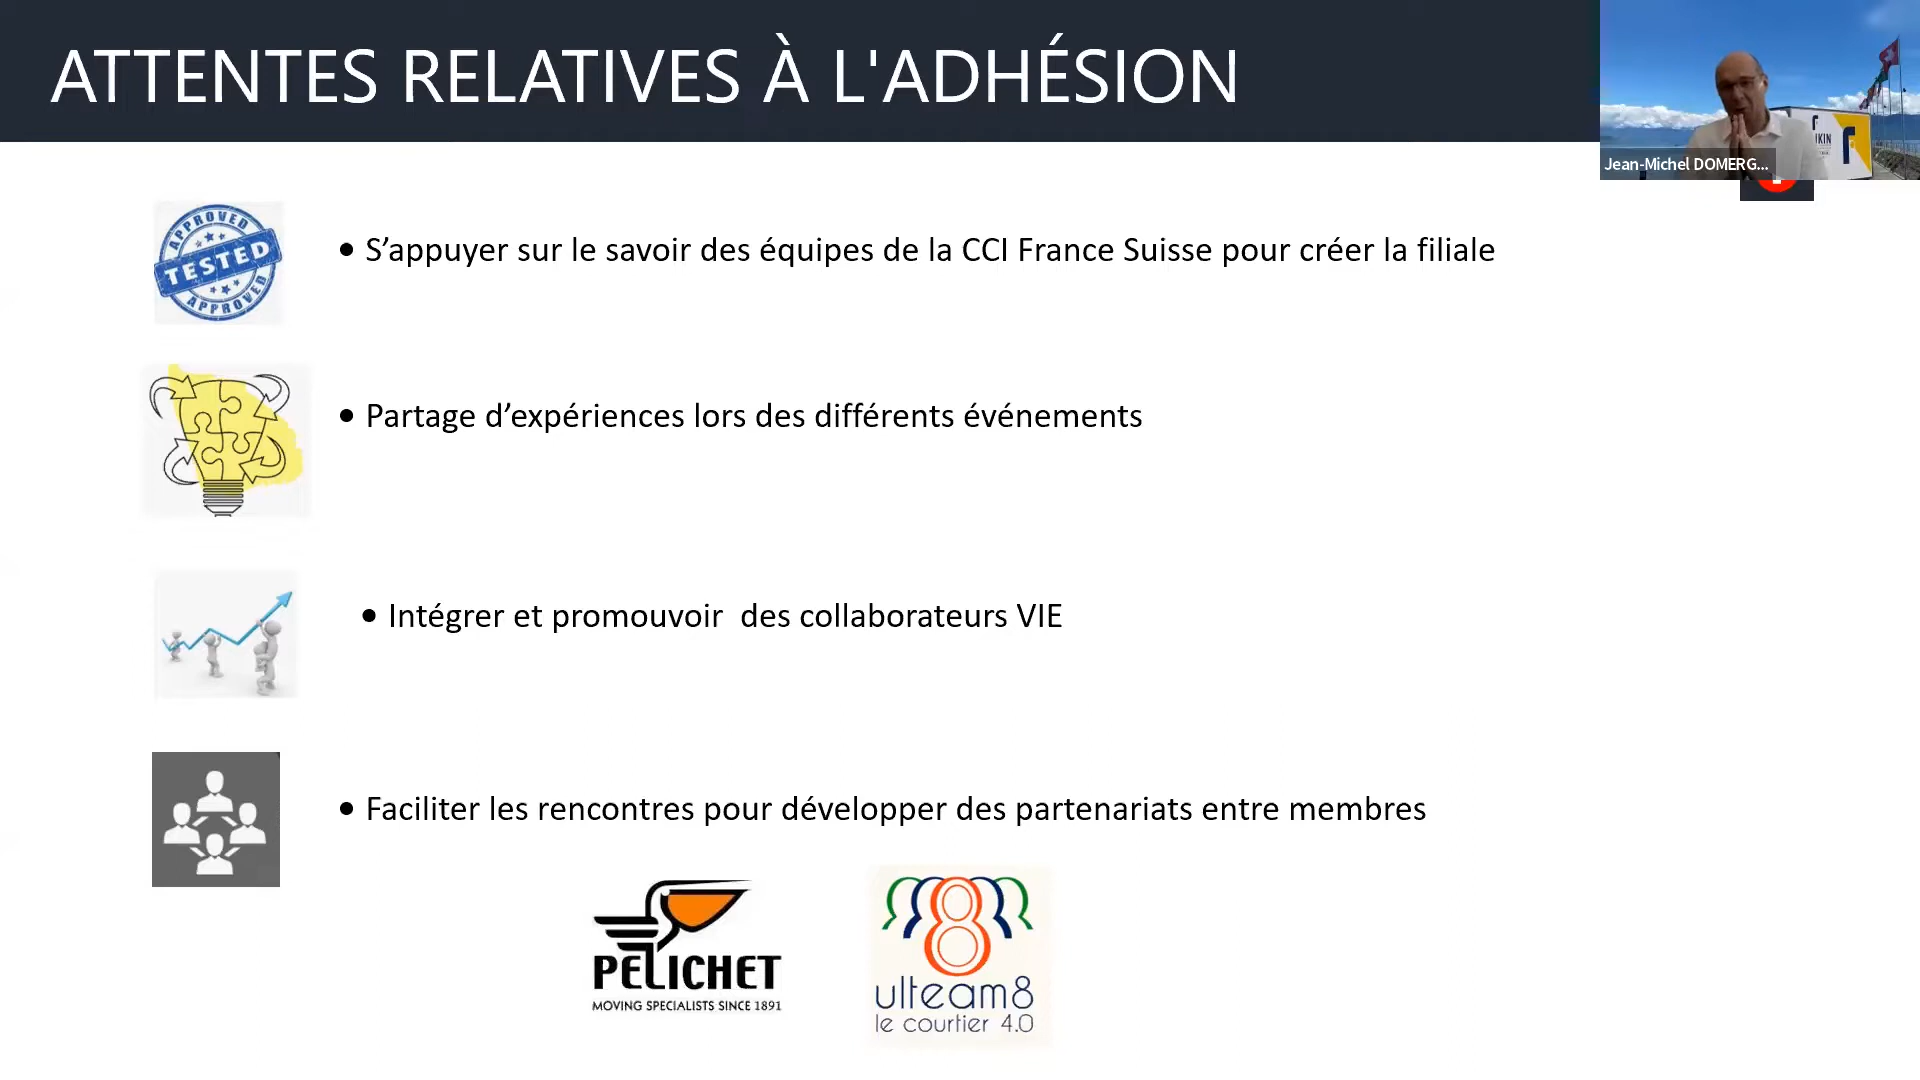 ATTENTES RELATIVES À L'ADHÉSION
Jean-Michel DOMERG...
APPROVED
TESTED
APPROVED
• S’appuyer sur le savoir des équipes de la CCI France Suisse pour créer la filiale
• Partage d’expériences lors des différents événements
• Intégrer et promouvoir  des collaborateurs VIE
• Faciliter les rencontres pour développer des partenariats entre membres
PELICHET
MOVING SPECIALISTS SINCE 1891
ulteam8
le courtier 4.0